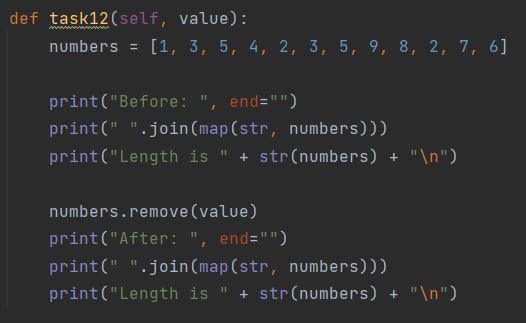 def task12(self, value):
    numbers = [1, 3, 5, 4, 2, 3, 5, 9, 8, 2, 7, 6]

    print("Before: ", end="")
    print(" ".join(map(str, numbers)))
    print("Length is " + str(numbers) + "\n")

    numbers.remove(value)
    print("After: ", end="")
    print(" ".join(map(str, numbers)))
    print("Length is " + str(numbers) + "\n")